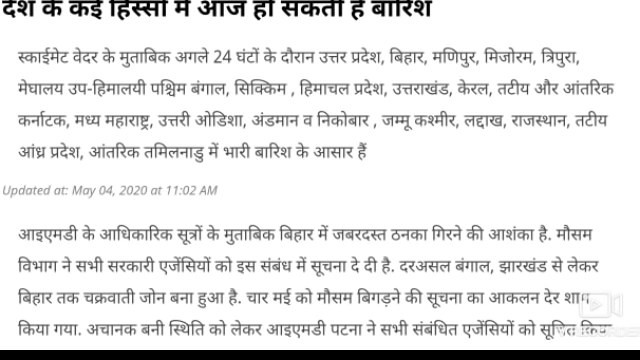 देश के कई हिस्सों में आज हो सकती है बारिश
स्काईमेट वेदर के मुताबिक अगले 24 घंटों के दौरान उत्तर प्रदेश, बिहार, मणिपुर, मिजोरम, त्रिपुरा,
मेघालय उप-हिमालयी पश्चिम बंगाल, सिक्किम , हिमाचल प्रदेश, उत्तराखंड, केरल, तटीय और आंतरिक
कर्नाटक, मध्य महाराष्ट्र, उत्तरी ओडिशा, अंडमान व निकोबार , जम्मू कश्मीर, लद्दाख, राजस्थान, तटीय
आंध्र प्रदेश, आंतरिक तमिलनाडु में भारी बारिश के आसार हैं
Updated at: May 04, 2020 at 11:02 AM
आइएमडी के आधिकारिक सूत्रों के मुताबिक बिहार में जबरदस्त ठनका गिरने की आशंका है. मौसम
विभाग ने सभी सरकारी एजेंसियों को इस संबंध में सूचना दे दी है. दरअसल बंगाल, झारखंड से लेकर
बिहार तक चक्रवाती जोन बना हुआ है. चार मई को मौसम बिगड़ने की सूचना का आकलन देर शाम
किया गया. अचानक बनी स्थिति को लेकर आइएमडी पटना ने सभी संबंधित एजेंसियों को सूचित किया